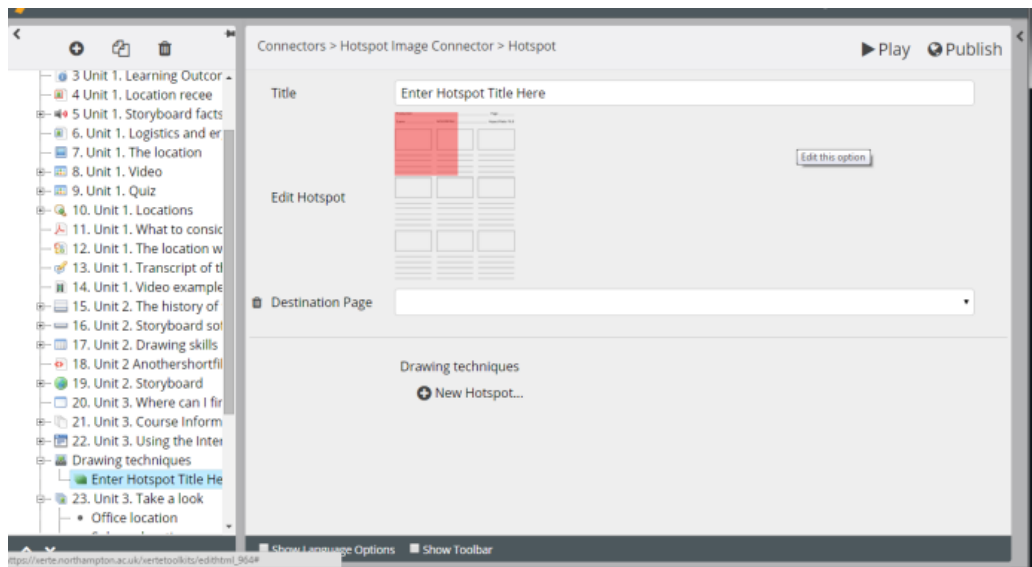 Connectors > Hotspot Image Connector > Hotspot
Play
Publish
3 Unit 1. Learning Outcor
4 Unit 1. Location recee
5 Unit 1. Storyboard facts
6. Unit 1. Logistics and er
7. Unit 1. The location
8. Unit 1. Video
9. Unit 1. Quiz
10. Unit 1. Locations
11. Unit 1. What to consic
12. Unit 1. The location w
13. Unit 1. Transcript of tl
14. Unit 1. Video example
15. Unit 2. The history of
16. Unit 2. Storyboard sof
17. Unit 2. Drawing skills
18. Unit 2 Anothershortfil
19. Unit 2. Storyboard
20. Unit 3. Where can I fir
21. Unit 3. Course Inform
22. Unit 3. Using the Inter
Drawing techniques
Enter Hotspot Title He
23. Unit 3. Take a look
Office location
Title
Enter Hotspot Title Here
Edit this option
Edit Hotspot
Destination Page
Drawing techniques
New Hotspot...
Show Language Options
Show Toolbar
ttps://xerte.northampton.ac.uk/xertetoolkits/edithtml_964#